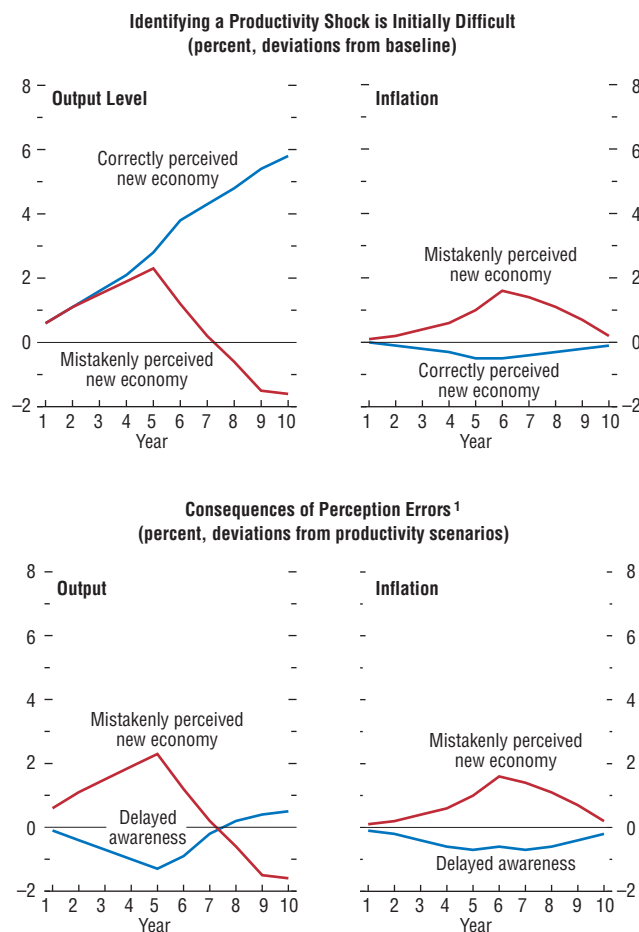 Identifying a Productivity Shock is Initially Difficult
(percent, deviations from baseline)
Output Level
8
6
4
2
0
−2
Correctly perceived
new economy
Mistakenly perceived
new economy
1 2 3 4 5 6 7 8 9 10
Year
Inflation
8
6
4
2
0
−2
Mistakenly perceived
new economy
Correctly perceived
new economy
1 2 3 4 5 6 7 8 9 10
Year
Consequences of Perception Errors 1
(percent, deviations from productivity scenarios)
Output
8
6
4
2
0
−2
Mistakenly perceived
new economy
Delayed
awareness
1 2 3 4 5 6 7 8 9 10
Year
Inflation
8
6
4
2
0
−2
Mistakenly perceived
new economy
Delayed awareness
1 2 3 4 5 6 7 8 9 10
Year